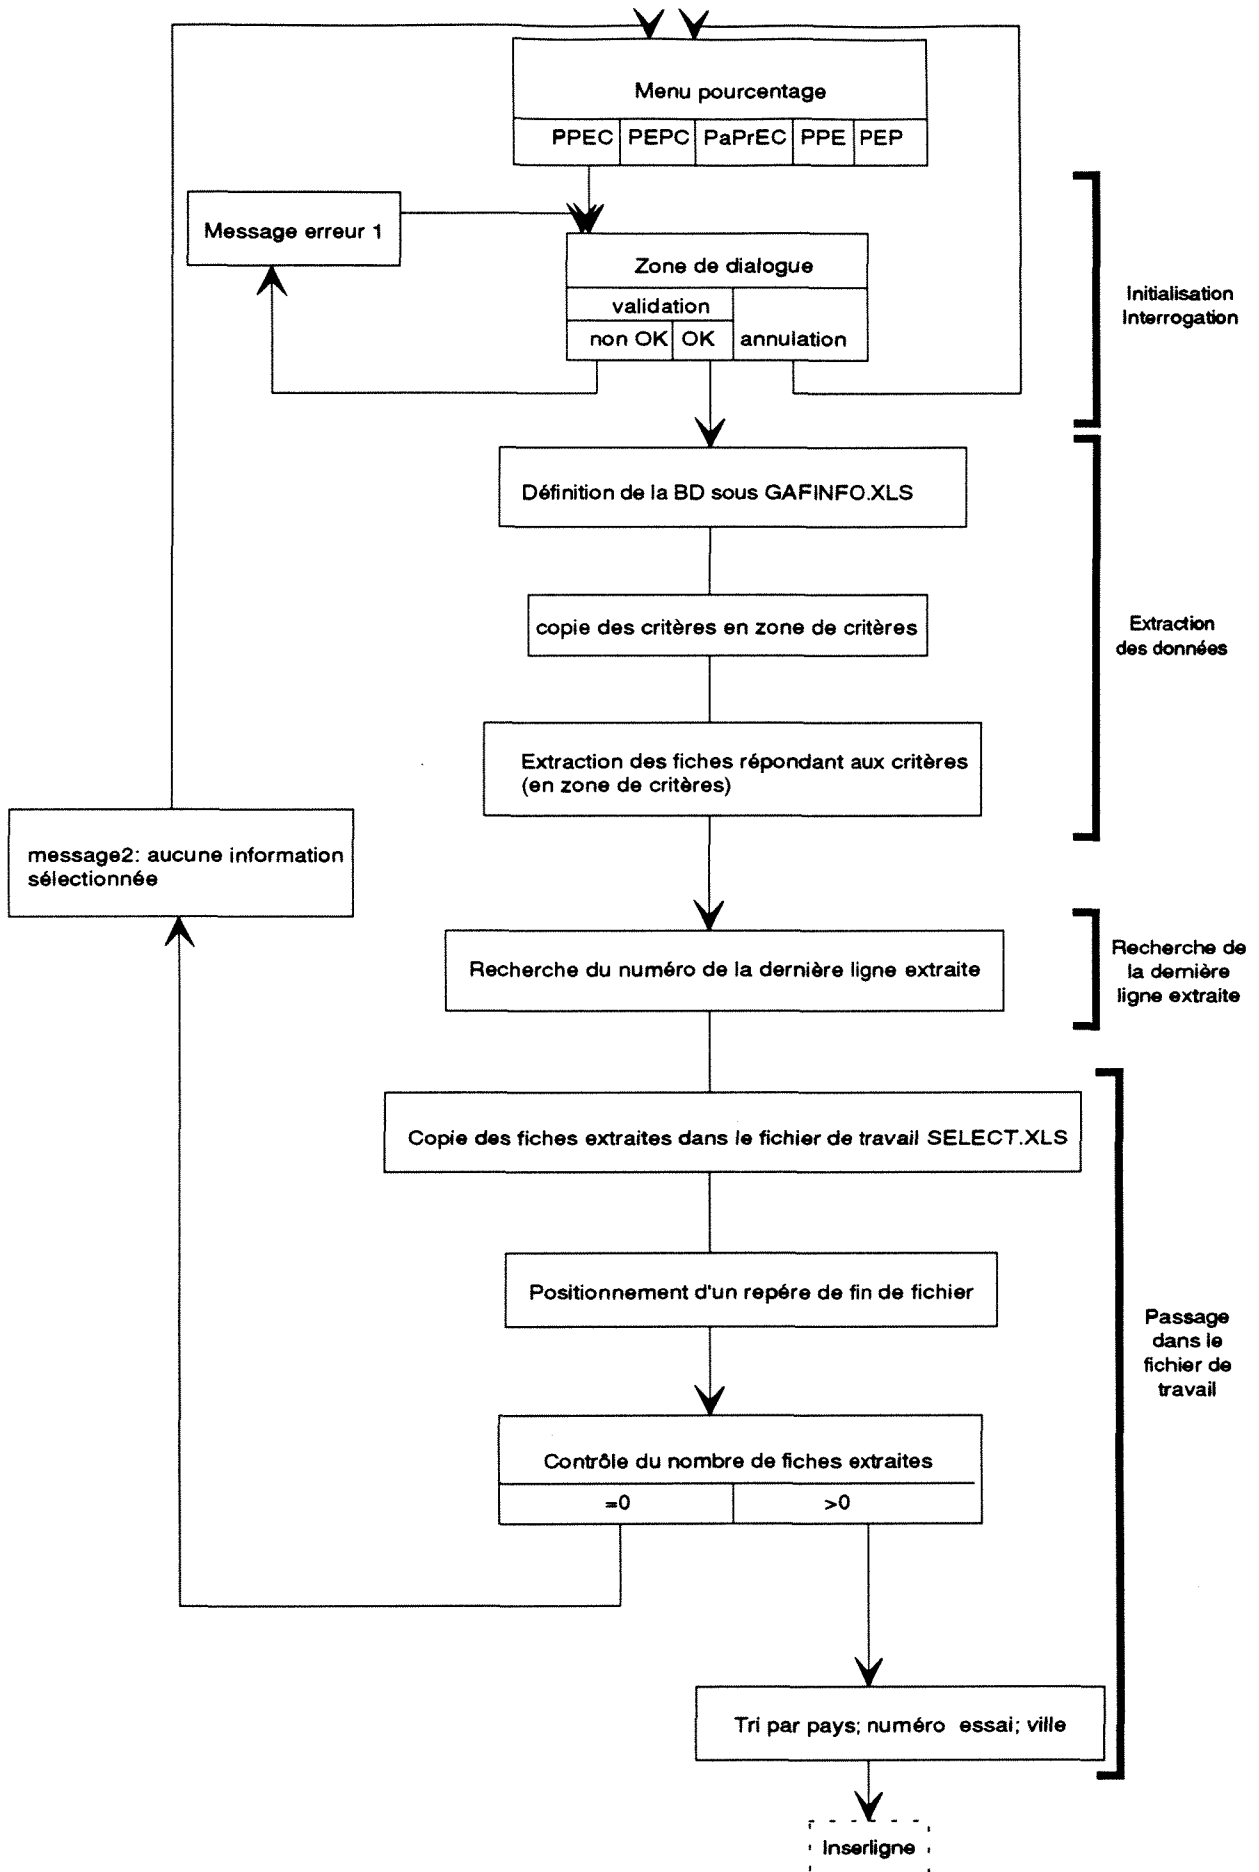 Menu pourcentage
PPEC PEPC PaPrEC PPE PEP
Message erreur 1
Zone de dialogue
validation
non OK OK annulation
Initialisation
Interrogation
Définition de la BD sous GAFINFO.XLS
copie des critères en zone de critères
Extraction
des données
Extraction des fiches répondant aux critères
(en zone de critères)
message2: aucune information
sélectionnée
Recherche du numéro de la dernière ligne extraite
Recherche de
la dernière
ligne extraite
Copie des fiches extraites dans le fichier de travail SELECT.XLS
Positionnement d'un repére de fin de fichier
Passage
dans le
fichier de
travail
Contrôle du nombre de fiches extraites
=0 >0
Tri par pays; numéro essai; ville
Inserligne